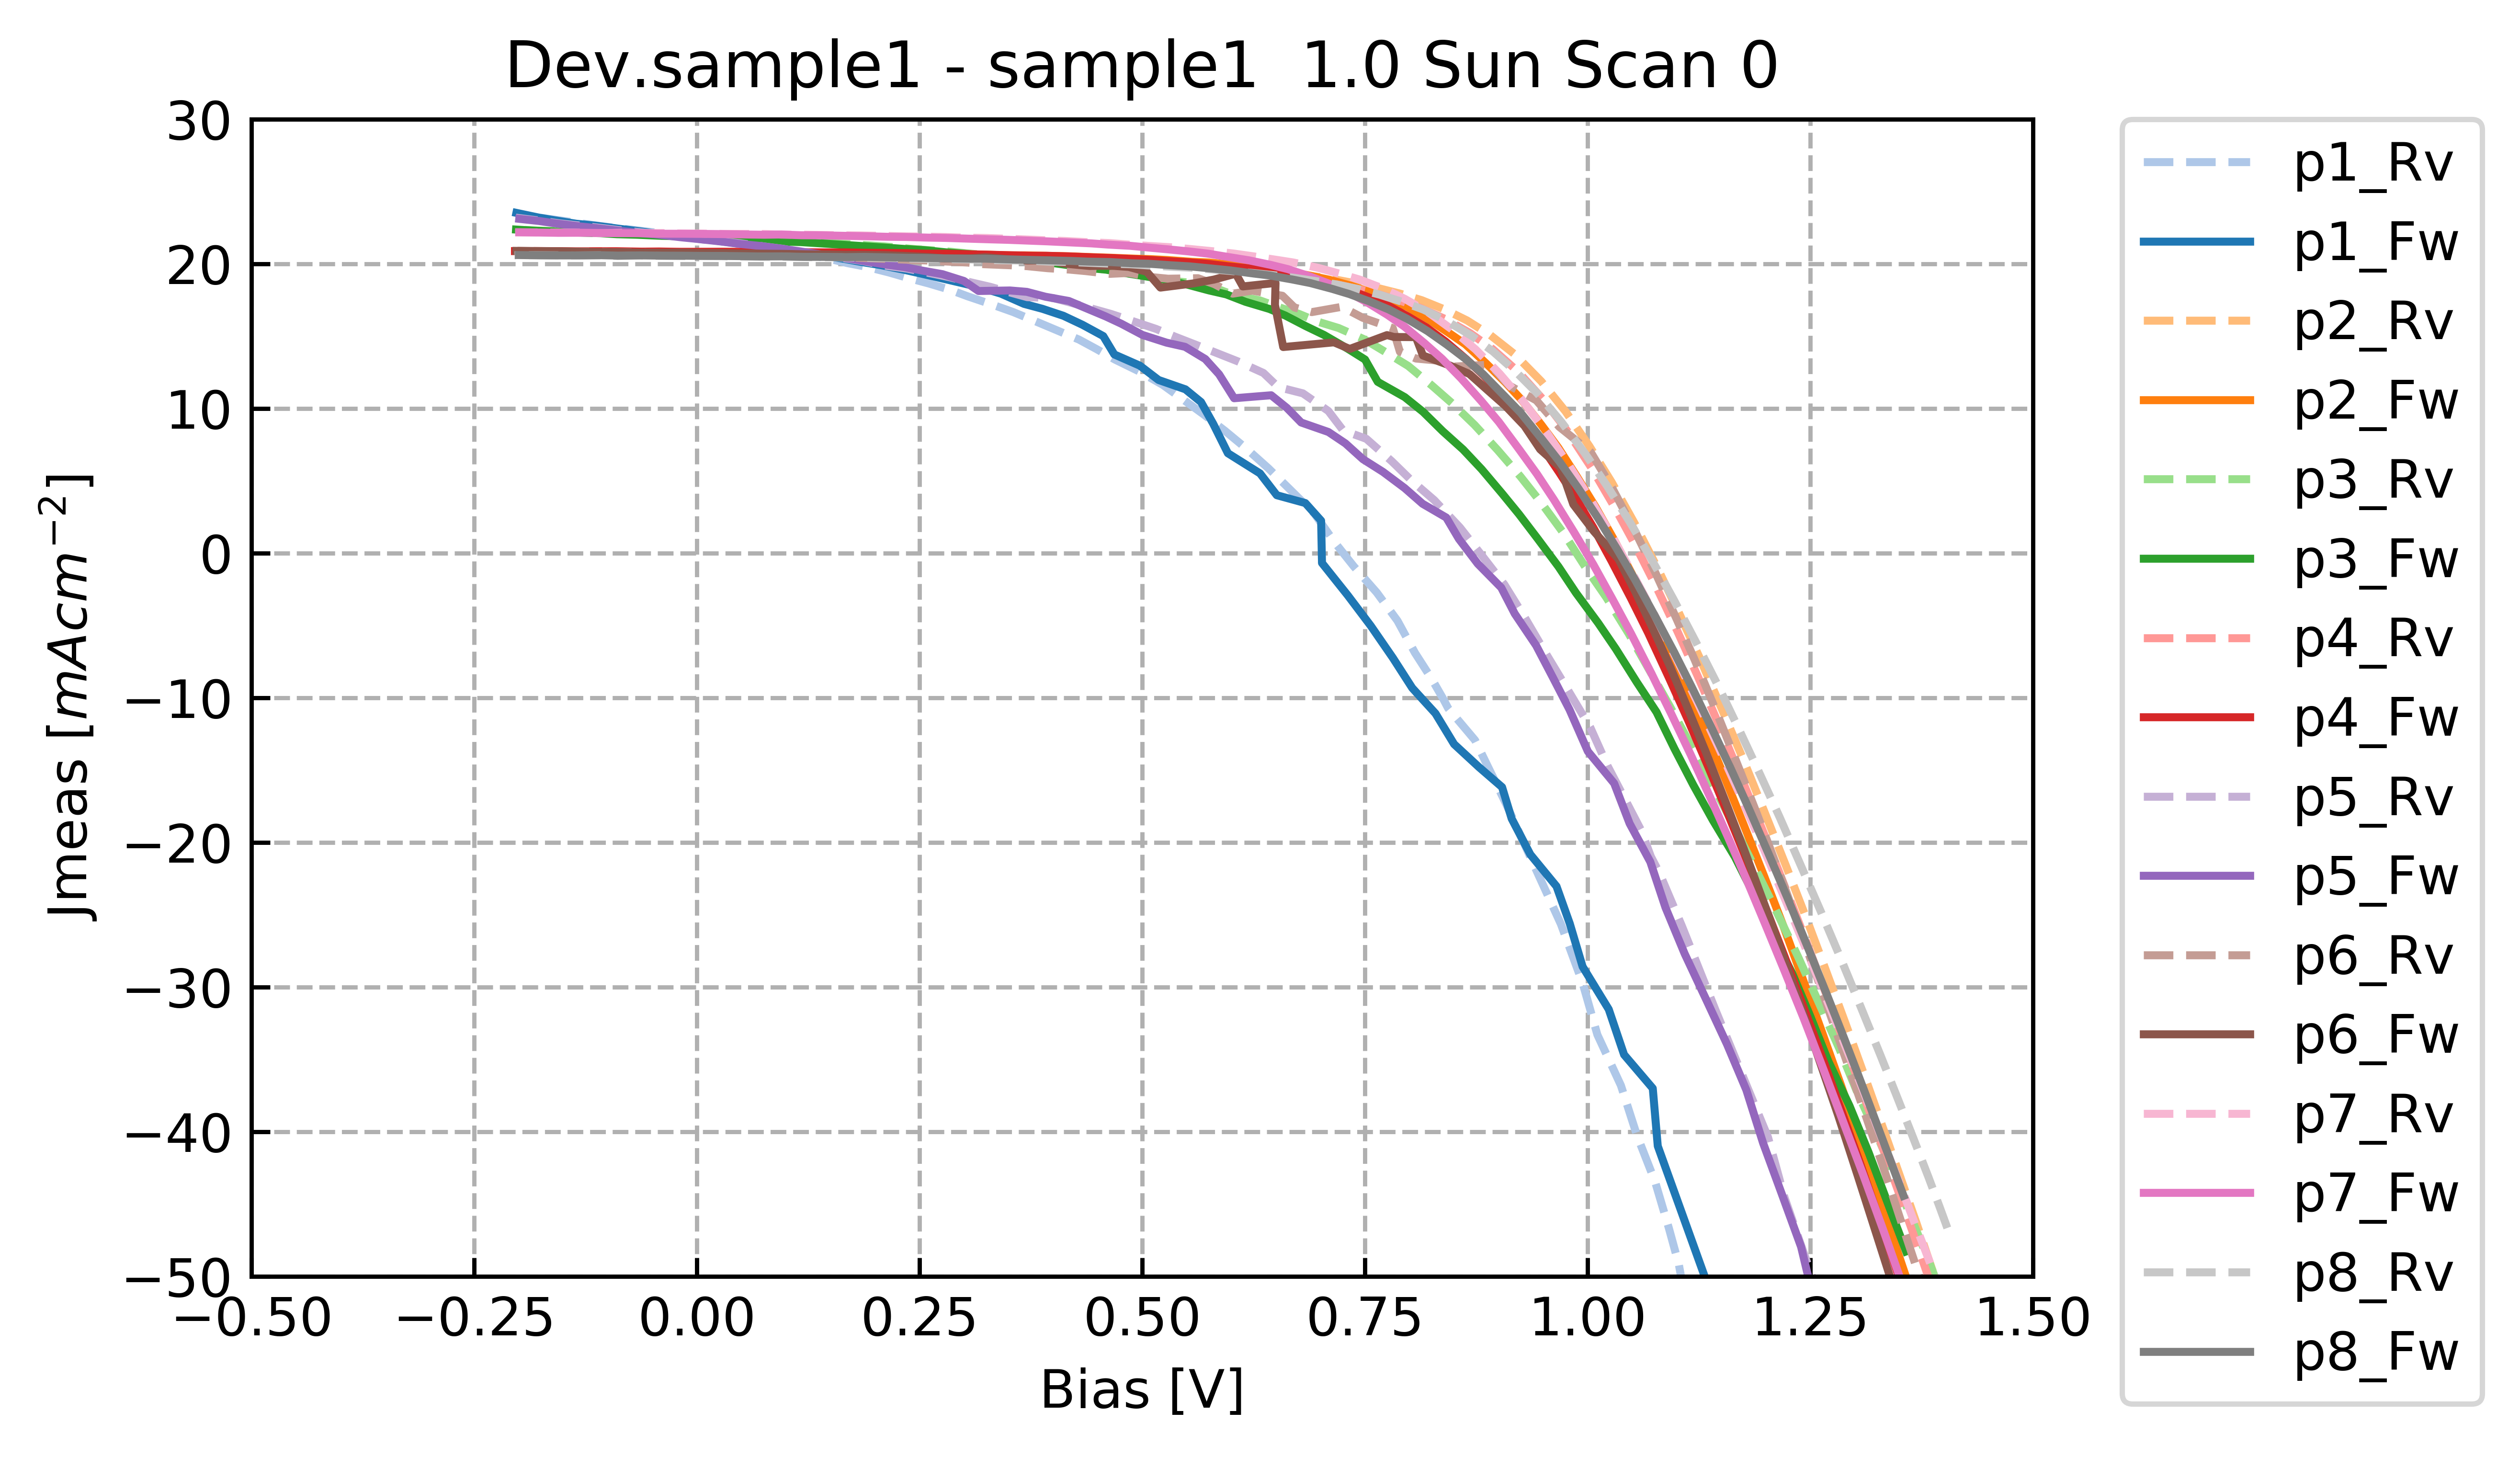 Dev.sample1 - sample1  1.0 Sun Scan 0
30
20
10
0
−10
−20
−30
−40
−50
Jmeas [mAcm⁻²]
−0.50 −0.25 0.00 0.25 0.50 0.75 1.00 1.25 1.50
Bias [V]
p1_Rv
p1_Fw
p2_Rv
p2_Fw
p3_Rv
p3_Fw
p4_Rv
p4_Fw
p5_Rv
p5_Fw
p6_Rv
p6_Fw
p7_Rv
p7_Fw
p8_Rv
p8_Fw